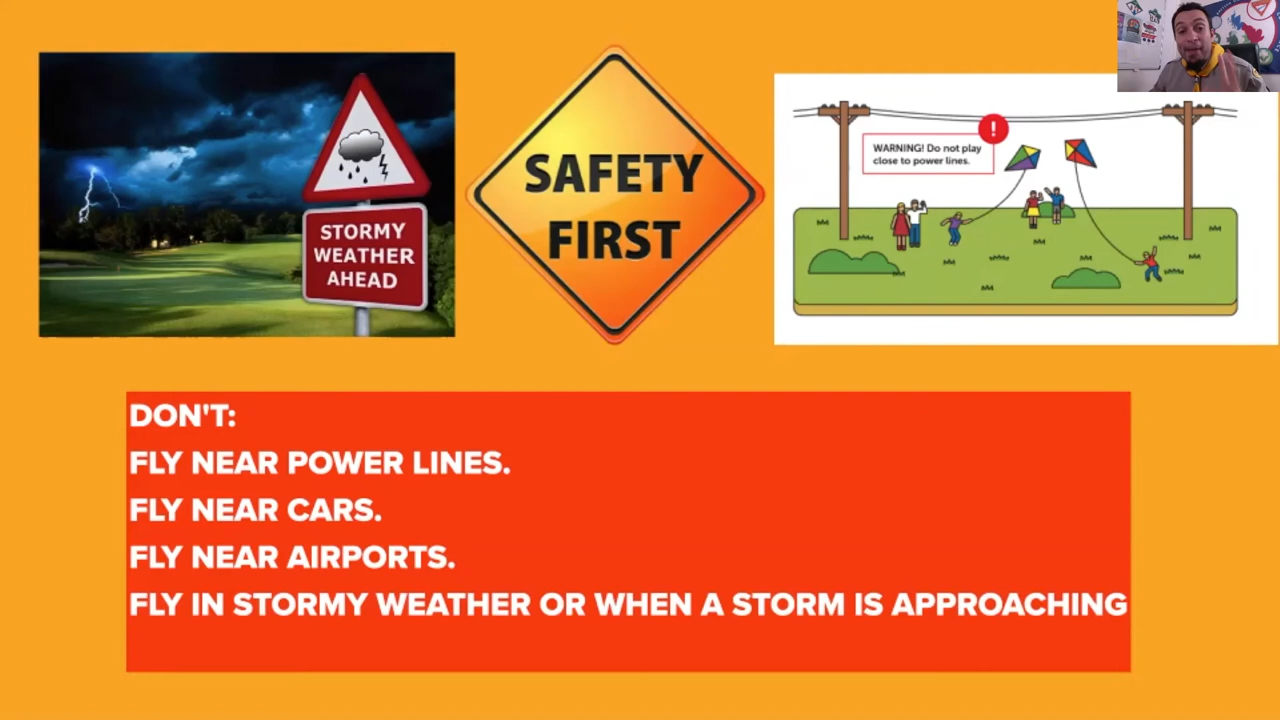 STORMY
WEATHER
AHEAD
SAFETY
FIRST
!
WARNING! Do not play
close to power lines.
DON'T:
FLY NEAR POWER LINES.
FLY NEAR CARS.
FLY NEAR AIRPORTS.
FLY IN STORMY WEATHER OR WHEN A STORM IS APPROACHING